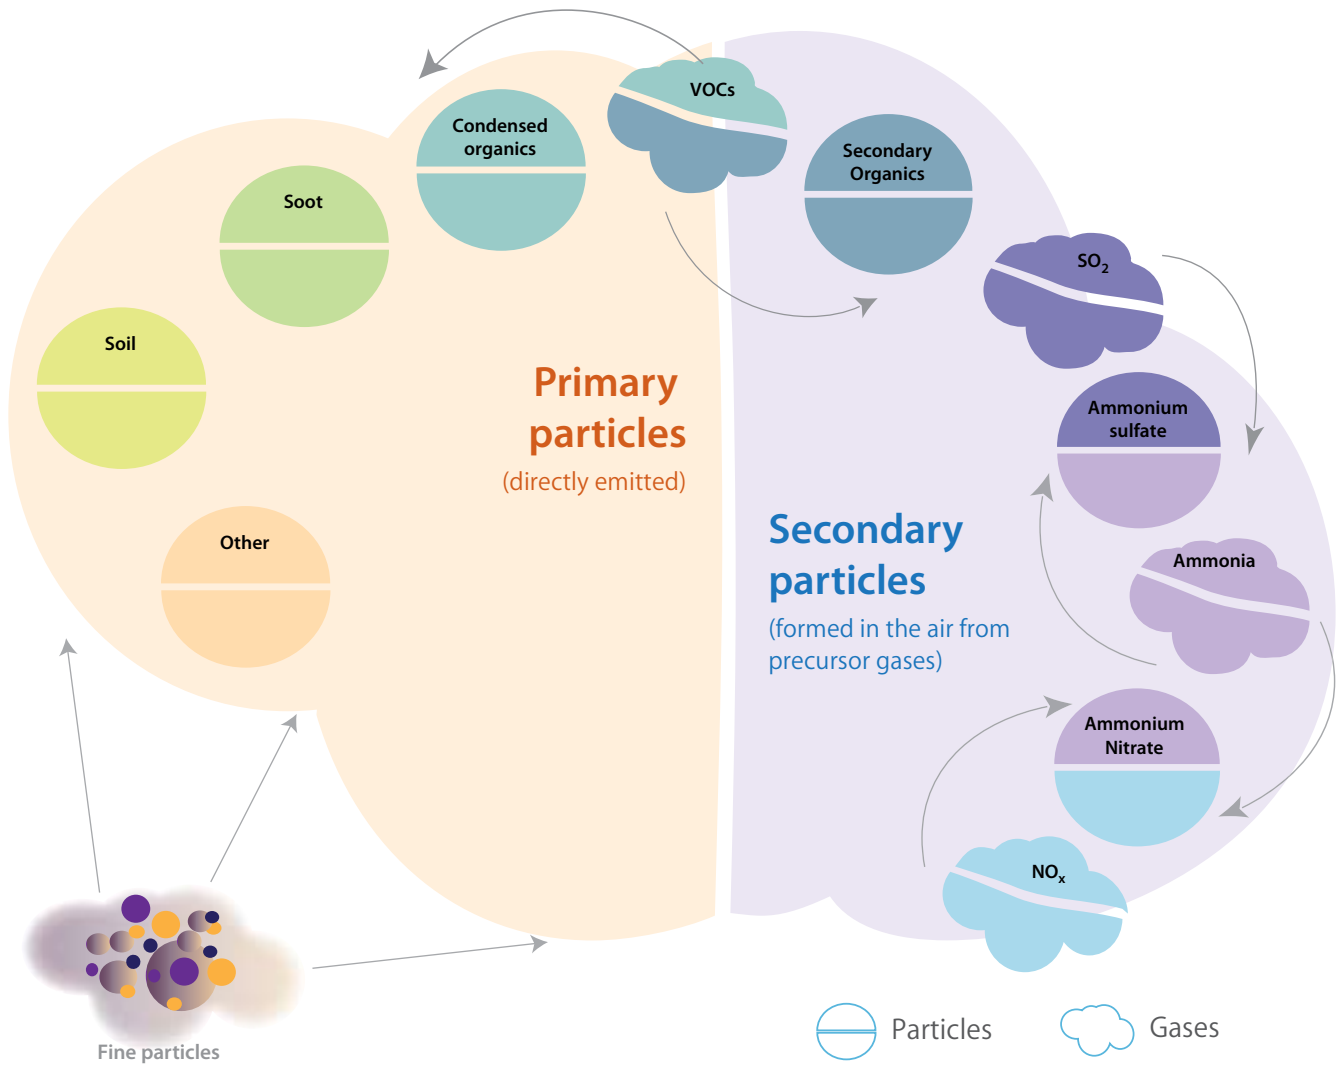 VOCs
Condensed
organics
Secondary
Organics
Soot
SO₂
Soil
Primary
particles
(directly emitted)
Ammonium
sulfate
Secondary
particles
(formed in the air from
precursor gases)
Other
Ammonia
Ammonium
Nitrate
NOₓ
Particles
Gases
Fine particles